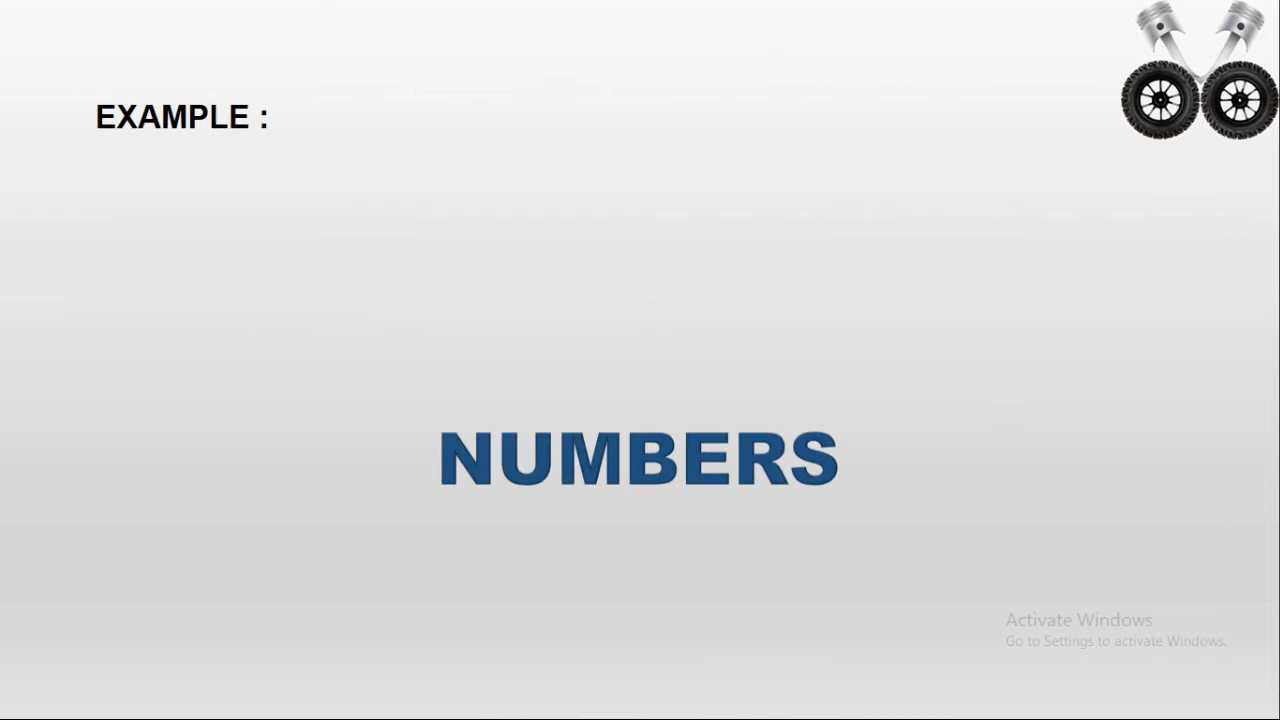 EXAMPLE :
NUMBERS
Activate Windows
Go to Settings to activate Windows.